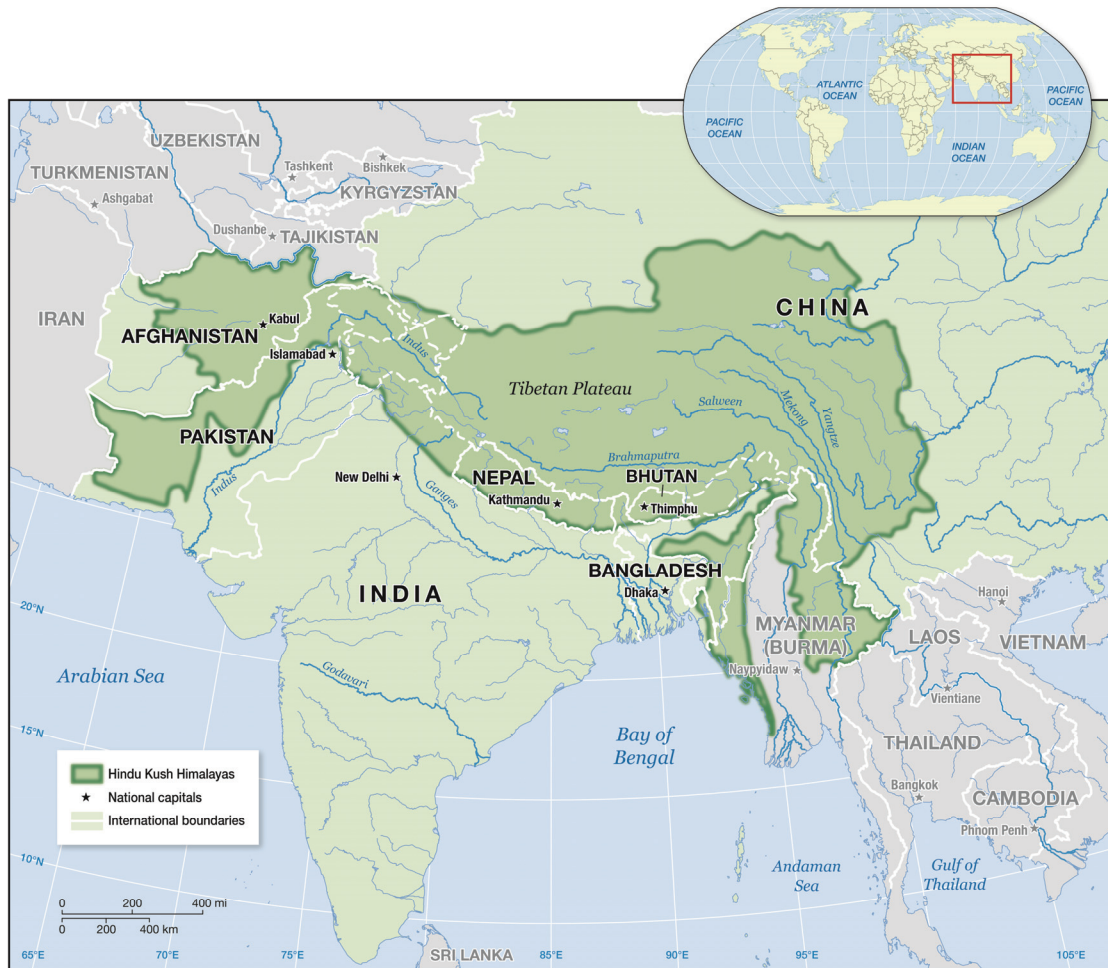 ATLANTIC
OCEAN
PACIFIC
OCEAN
PACIFIC
OCEAN
INDIAN
OCEAN
UZBEKISTAN
Tashkent
Bishkek
TURKMENISTAN
KYRGYZSTAN
Ashgabat
Dushanbe
TAJIKISTAN
IRAN
AFGHANISTAN
Kabul
CHINA
Islamabad
Indus
Tibetan Plateau
Salween
Mekong
Yangtze
PAKISTAN
Brahmaputra
Indus
New Delhi
Ganges
NEPAL
Kathmandu
BHUTAN
Thimphu
BANGLADESH
Dhaka
INDIA
Hanoi
MYANMAR
(BURMA)
LAOS
VIETNAM
Naypyidaw
Vientiane
20°N
Arabian Sea
Godavari
15°N
Bay of
Bengal
THAILAND
Bangkok
CAMBODIA
Phnom Penh
Hindu Kush Himalayas
National capitals
International boundaries
10°N
Andaman
Sea
Gulf of
Thailand
0 200 400 mi
0 200 400 km
SRI LANKA
65°E
70°E
75°E
85°E
90°E
95°E
105°E